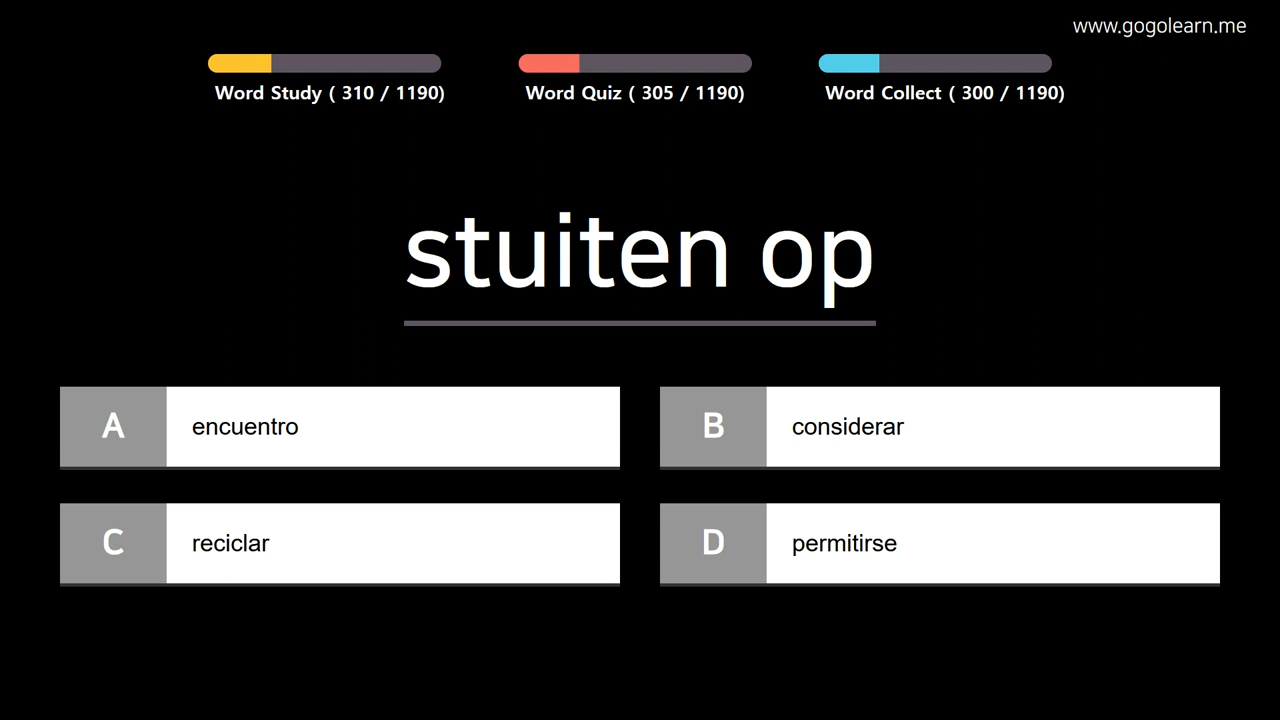 www.gogolearn.me
Word Study ( 310 / 1190)
Word Quiz ( 305 / 1190)
Word Collect ( 300 / 1190)
stuiten op
A
encuentro
B
considerar
C
reciclar
D
permitirse